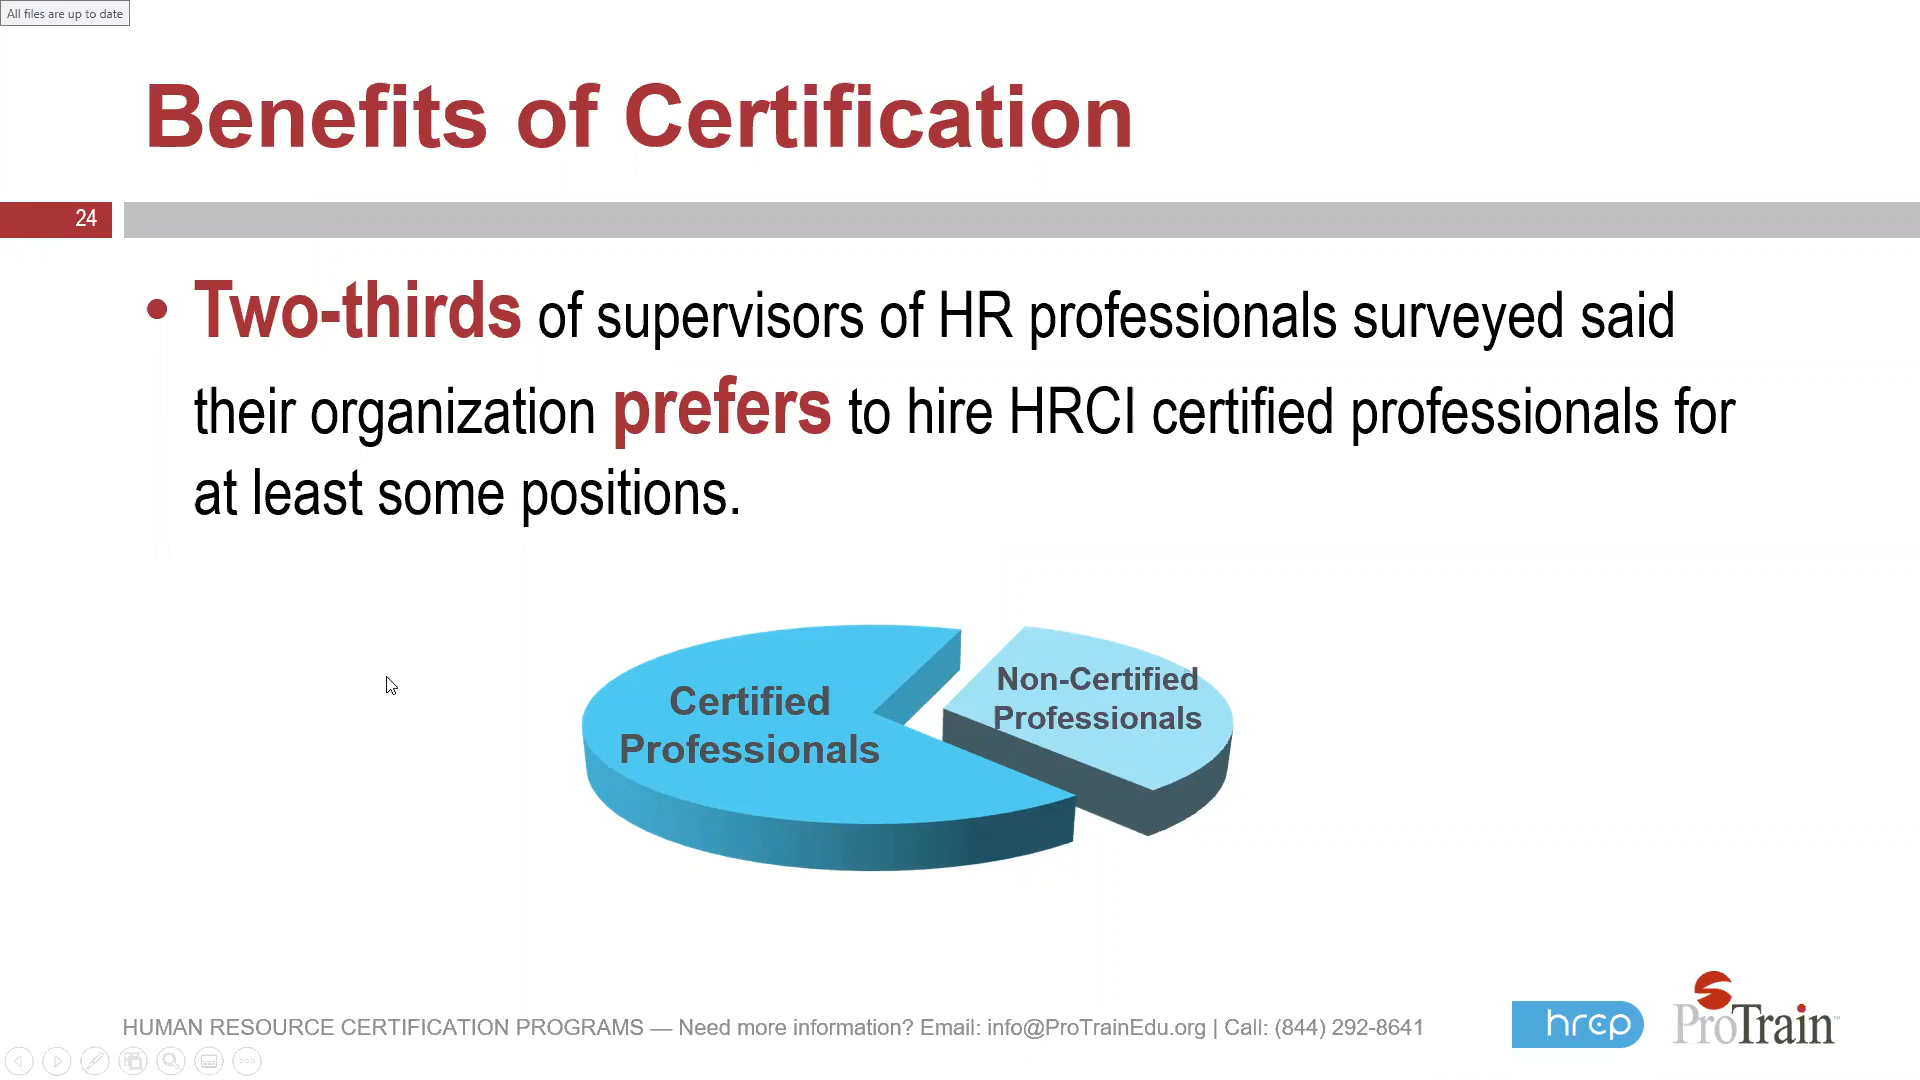 All files are up to date
Benefits of Certification
24
• Two-thirds of supervisors of HR professionals surveyed said
their organization prefers to hire HRCI certified professionals for
at least some positions.
Certified
Professionals
Non-Certified
Professionals
HUMAN RESOURCE CERTIFICATION PROGRAMS — Need more information? Email: info@ProTrainEdu.org | Call: (844) 292-8641
hrcp
ProTrain™